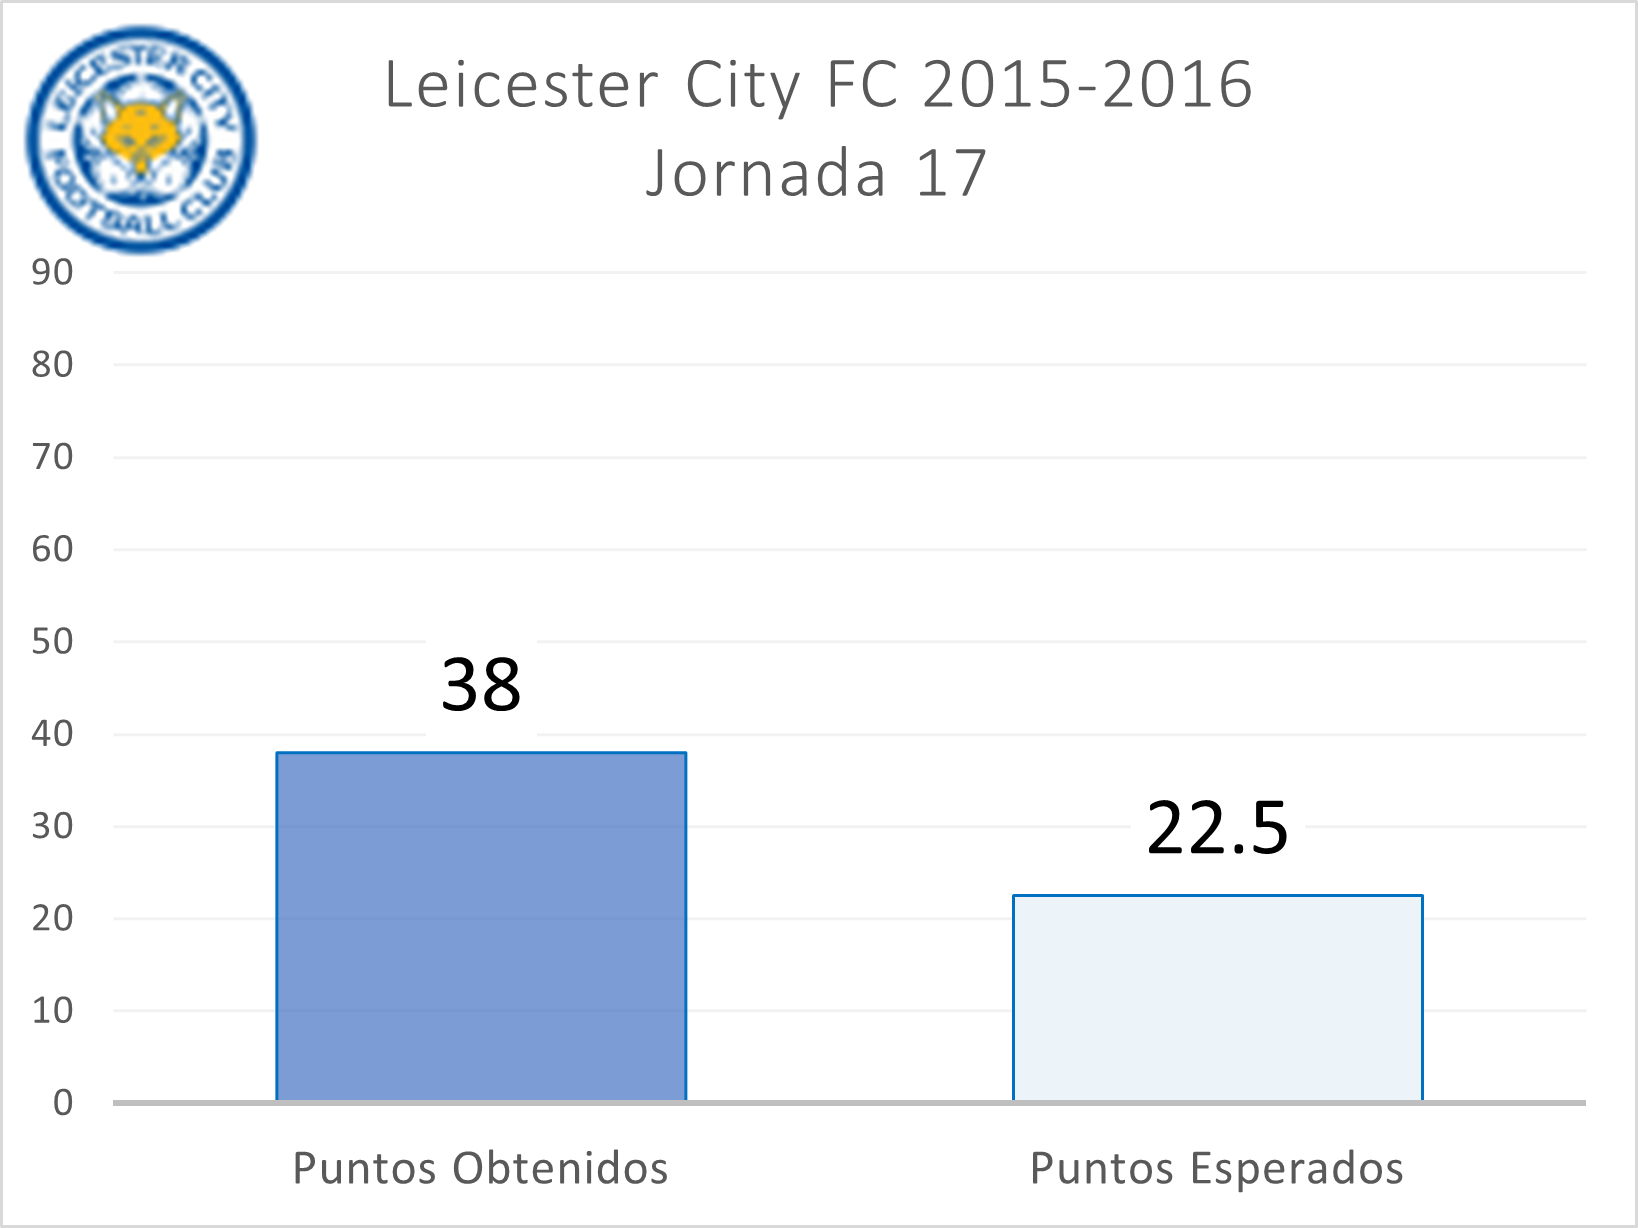 LEICESTER CITY
FOOTBALL CLUB
Leicester City FC 2015-2016
Jornada 17
90
80
70
60
50
40
30
20
10
0
38
22.5
Puntos Obtenidos
Puntos Esperados